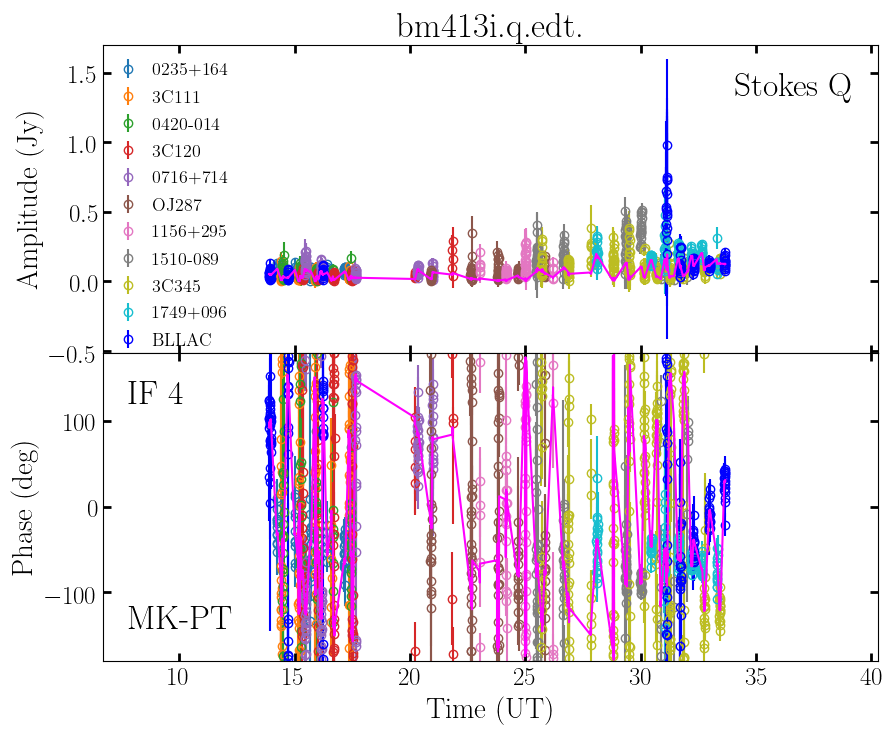 bm413i.q.edt.
Stokes Q
Amplitude (Jy)
1.5
1.0
0.5
0.0
−0.5
0235+164
3C111
0420-014
3C120
0716+714
OJ287
1156+295
1510-089
3C345
1749+096
BLLAC
IF 4
MK-PT
Phase (deg)
100
0
−100
10 15 20 25 30 35 40
Time (UT)